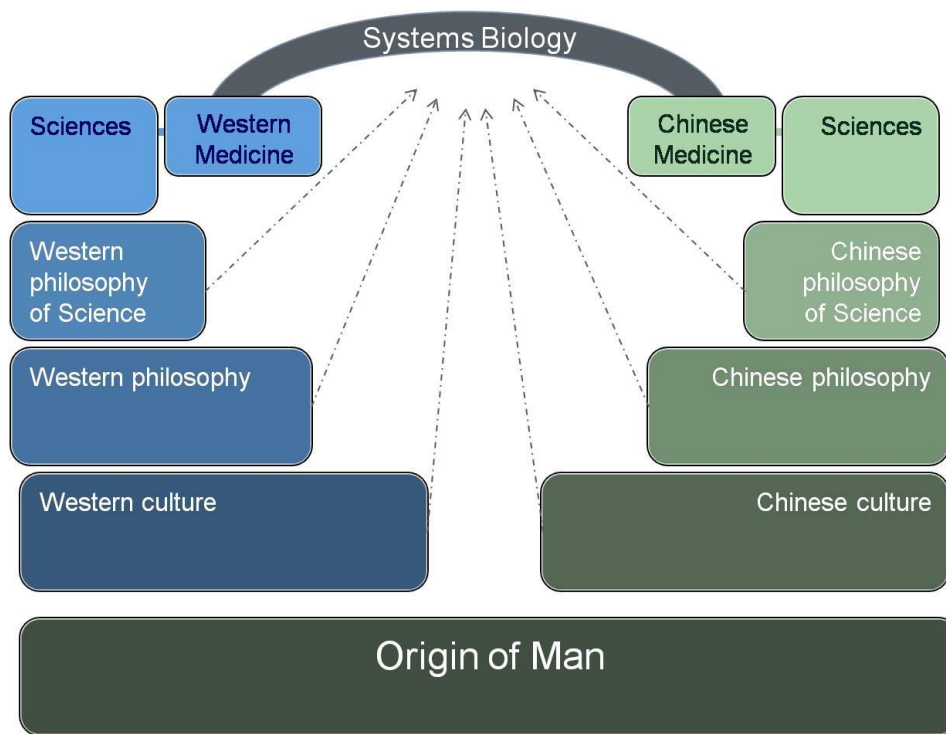 Systems Biology
Sciences
Western
Medicine
Chinese
Medicine
Sciences
Western
philosophy
of Science
Chinese
philosophy
of Science
Western philosophy
Chinese philosophy
Western culture
Chinese culture
Origin of Man